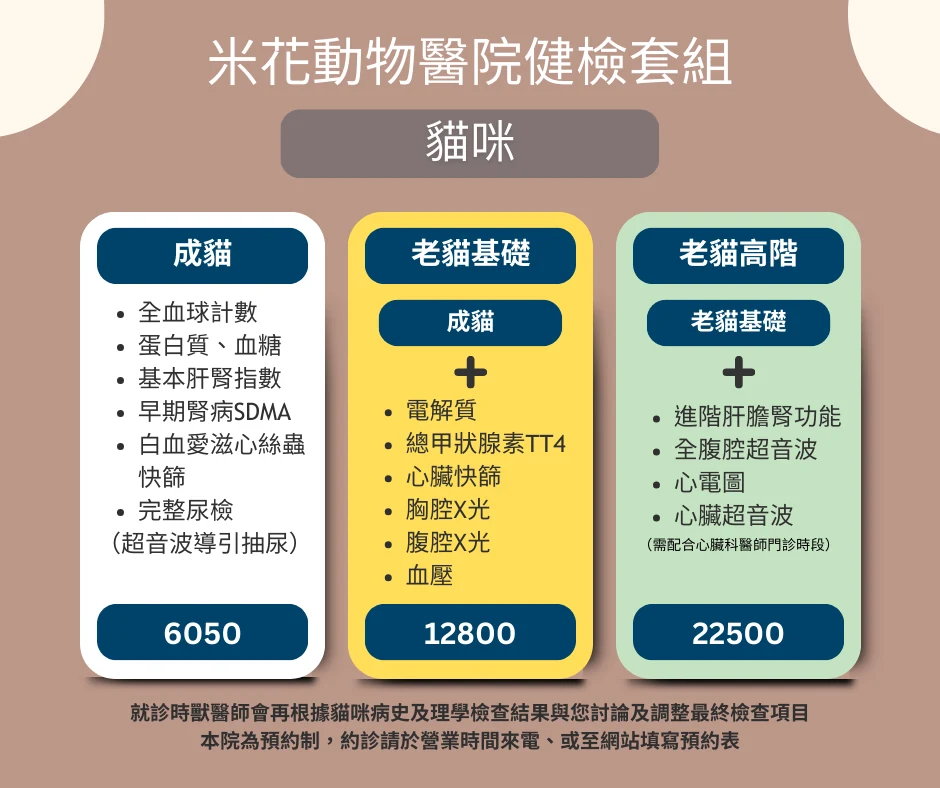 米花動物醫院健檢套組
貓咪
成貓
• 全血球計數
• 蛋白質、血糖
• 基本肝腎指數
• 早期腎病SDMA
• 白血愛滋心絲蟲
快篩
• 完整尿檢
（超音波導引抽尿）
6050
老貓基礎
成貓
+
• 電解質
• 總甲狀腺素TT4
• 心臟快篩
• 胸腔X光
• 腹腔X光
• 血壓
12800
老貓高階
老貓基礎
+
• 進階肝膽腎功能
• 全腹腔超音波
• 心電圖
• 心臟超音波
（需配合心臟科醫師門診時段）
22500
就診時獸醫師會再根據貓咪病史及理學檢查結果與您討論及調整最終檢查項目
本院為預約制，約診請於營業時間來電、或至網站填寫預約表